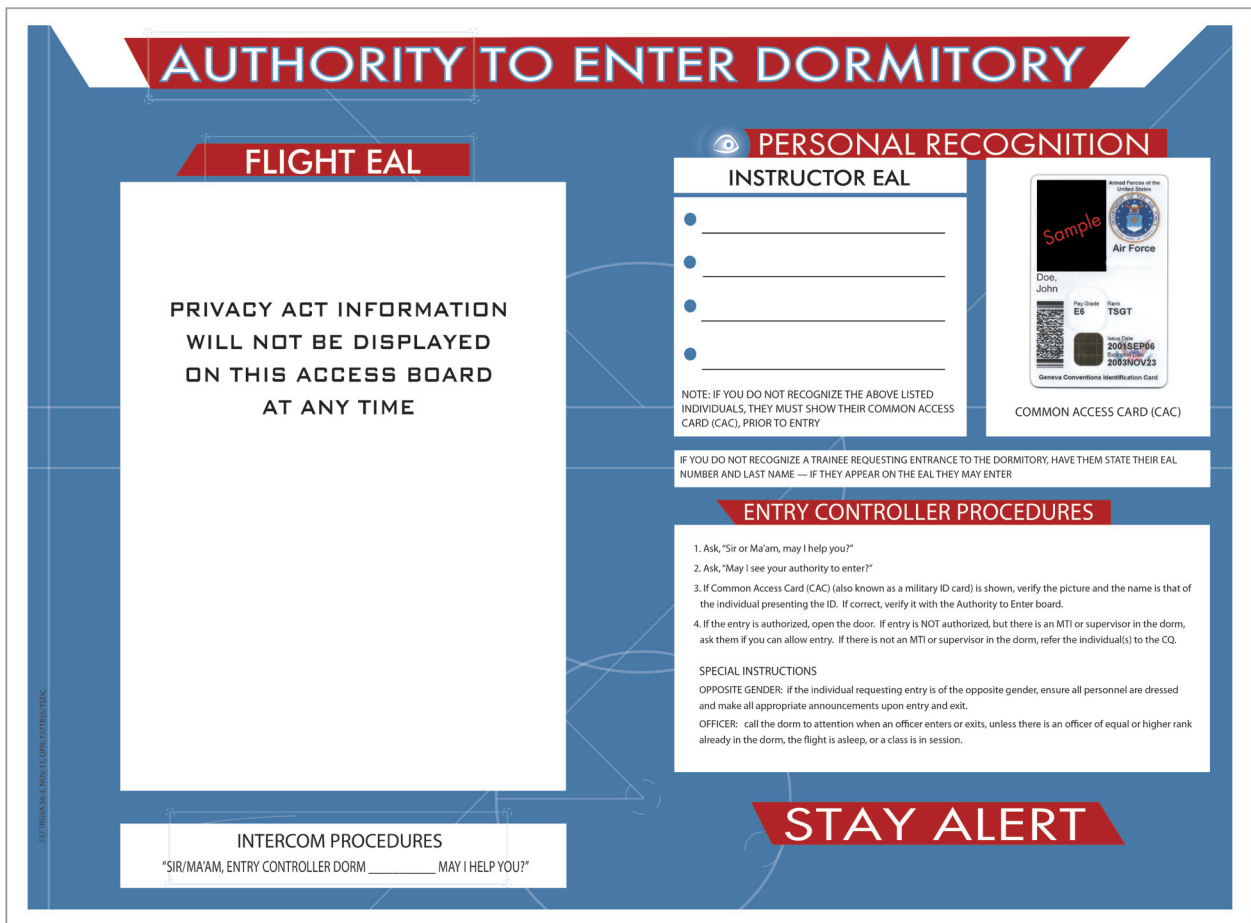 AUTHORITY TO ENTER DORMITORY
FLIGHT EAL
PRIVACY ACT INFORMATION
WILL NOT BE DISPLAYED
ON THIS ACCESS BOARD
AT ANY TIME
INTERCOM PROCEDURES
“SIR/MA’AM, ENTRY CONTROLLER DORM ___________ MAY I HELP YOU?”
PERSONAL RECOGNITION
INSTRUCTOR EAL
NOTE: IF YOU DO NOT RECOGNIZE THE ABOVE LISTED
INDIVIDUALS, THEY MUST SHOW THEIR COMMON ACCESS
CARD (CAC), PRIOR TO ENTRY
Armed Forces of the
United States
Sample
Air Force
Doe,
John
Pay Grade Rank
E6 TSGT
Issue Date
2001SEP06
Expiration Date
2003NOV23
Geneva Conventions Identification Card
COMMON ACCESS CARD (CAC)
IF YOU DO NOT RECOGNIZE A TRAINEE REQUESTING ENTRANCE TO THE DORMITORY, HAVE THEM STATE THEIR EAL
NUMBER AND LAST NAME — IF THEY APPEAR ON THE EAL THEY MAY ENTER
ENTRY CONTROLLER PROCEDURES
1. Ask, “Sir or Ma’am, may I help you?”
2. Ask, “May I see your authority to enter?”
3. If Common Access Card (CAC) (also known as a military ID card) is shown, verify the picture and the name is that of
the individual presenting the ID. If correct, verify it with the Authority to Enter board.
4. If the entry is authorized, open the door. If entry is NOT authorized, but there is an MTI or supervisor in the dorm,
ask them if you can allow entry. If there is not an MTI or supervisor in the dorm, refer the individual(s) to the CQ.
SPECIAL INSTRUCTIONS
OPPOSITE GENDER: if the individual requesting entry is of the opposite gender, ensure all personnel are dressed
and make all appropriate announcements upon entry and exit.
OFFICER: call the dorm to attention when an officer enters or exits, unless there is an officer of equal or higher rank
already in the dorm, the flight is asleep, or a class is in session.
STAY ALERT
737 TRGVA 36-3, NOV 13, OPR: 737TRSS/TSDC